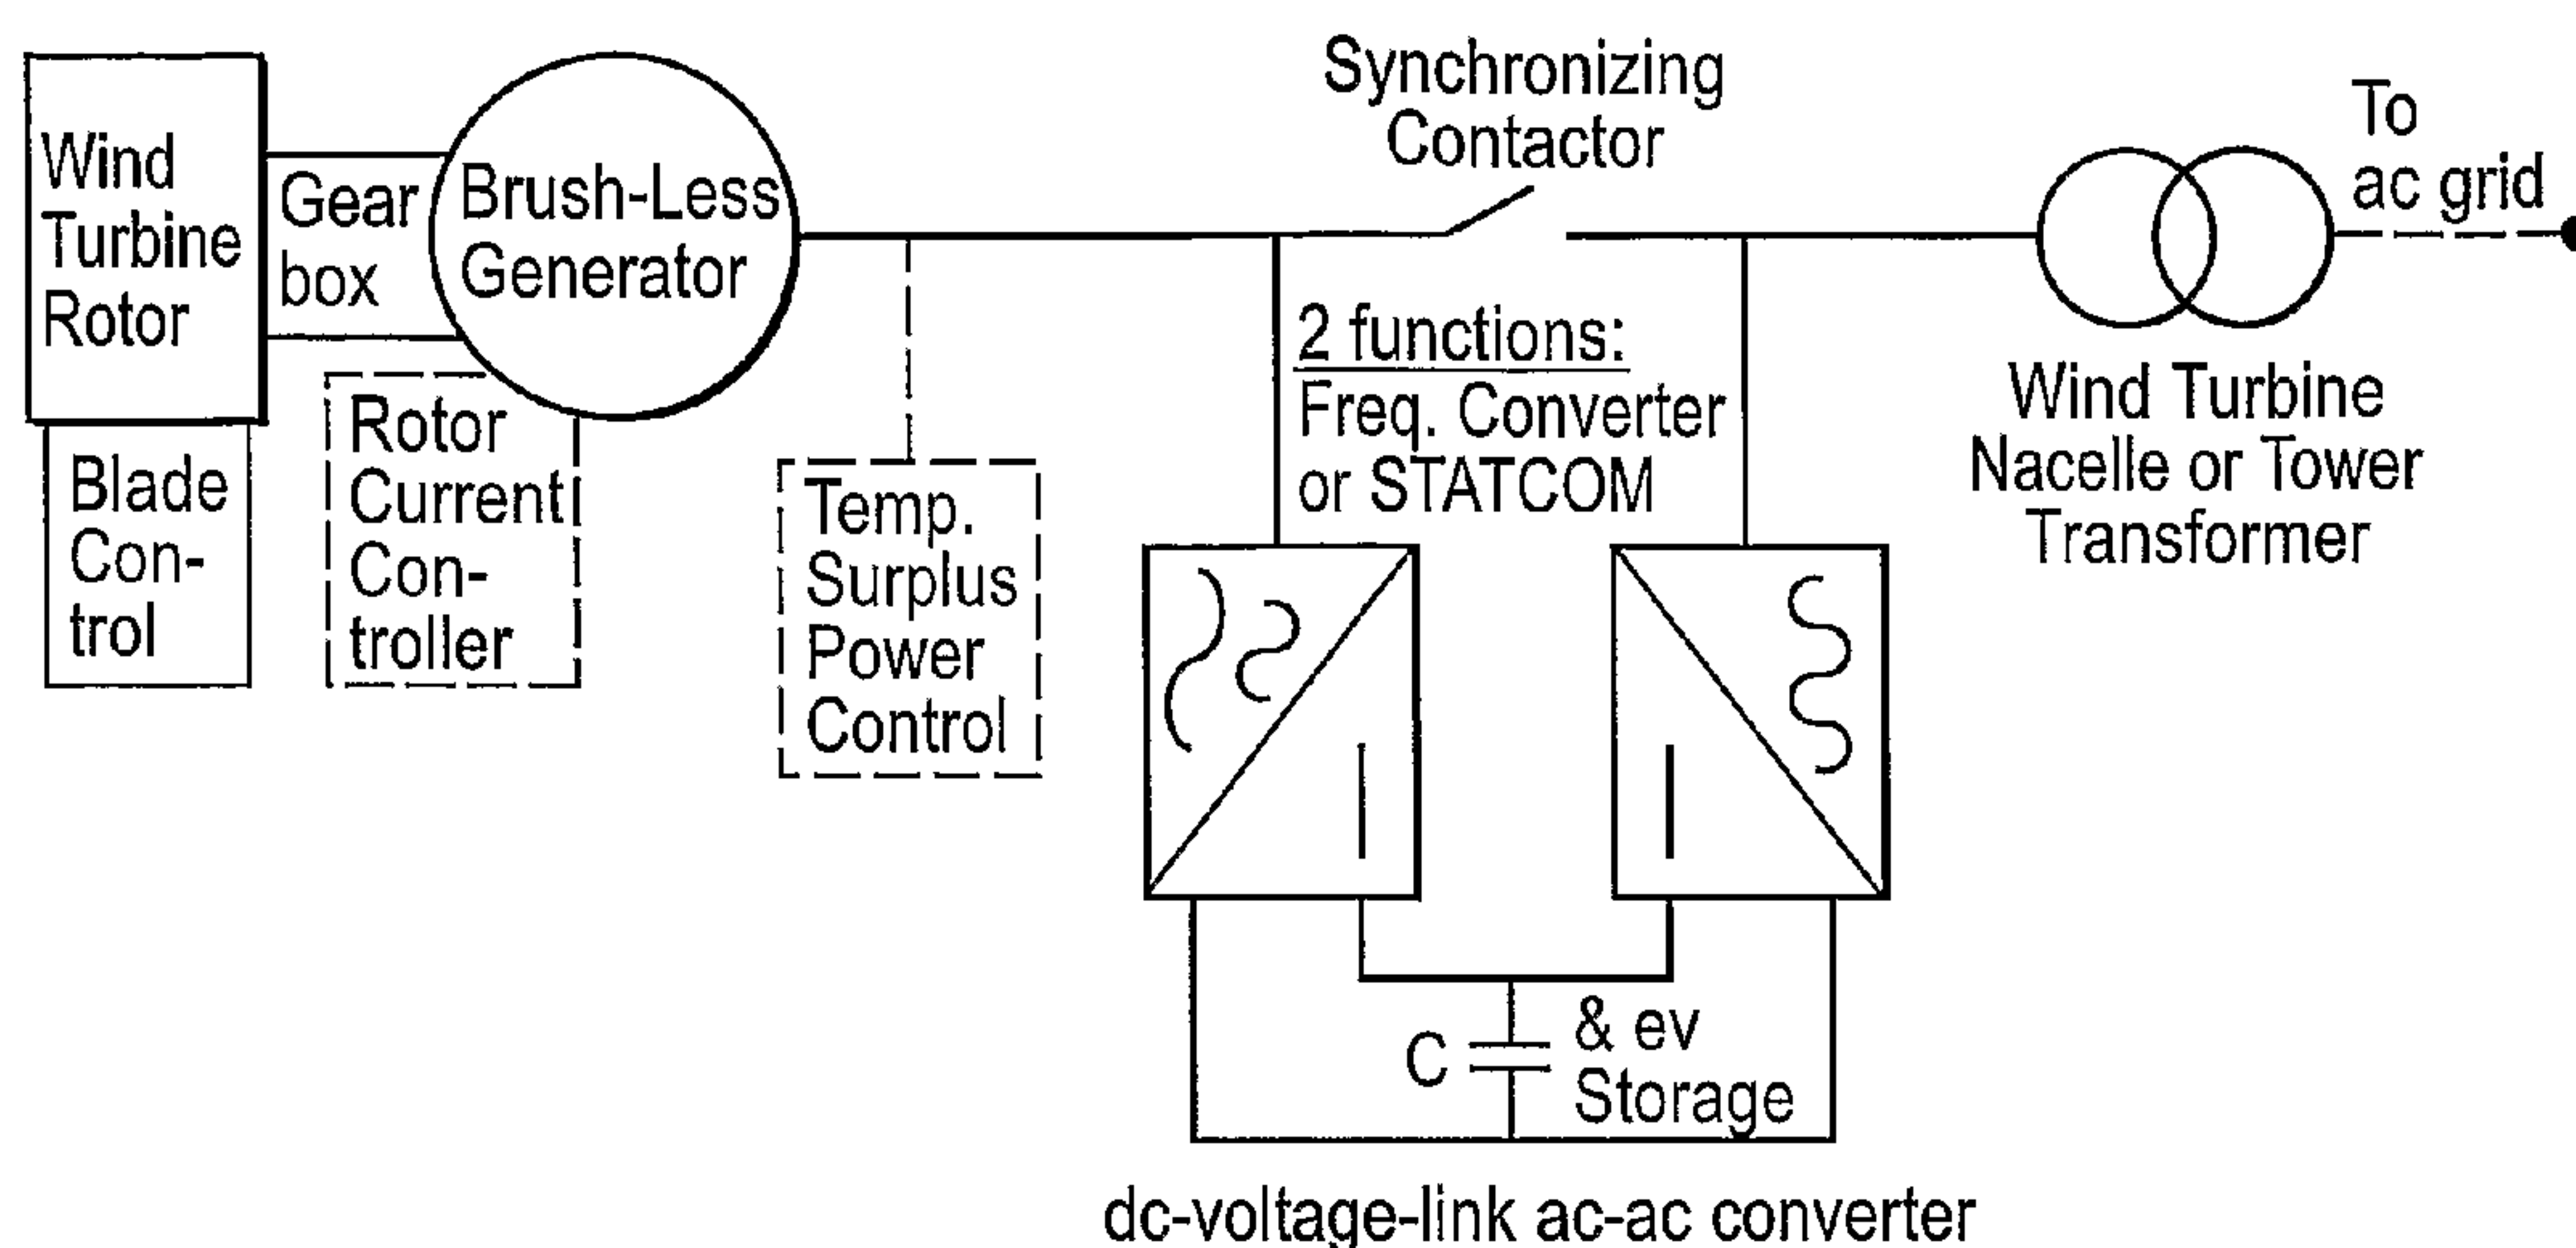 Wind
Turbine
Rotor
Gear
box
Brush-Less
Generator
Blade
Con-
trol
Rotor
Current
Con-
troller
Temp.
Surplus
Power
Control
Synchronizing
Contactor
2 functions:
Freq. Converter
or STATCOM
To
ac grid
Wind Turbine
Nacelle or Tower
Transformer
C
& ev
Storage
dc-voltage-link ac-ac converter